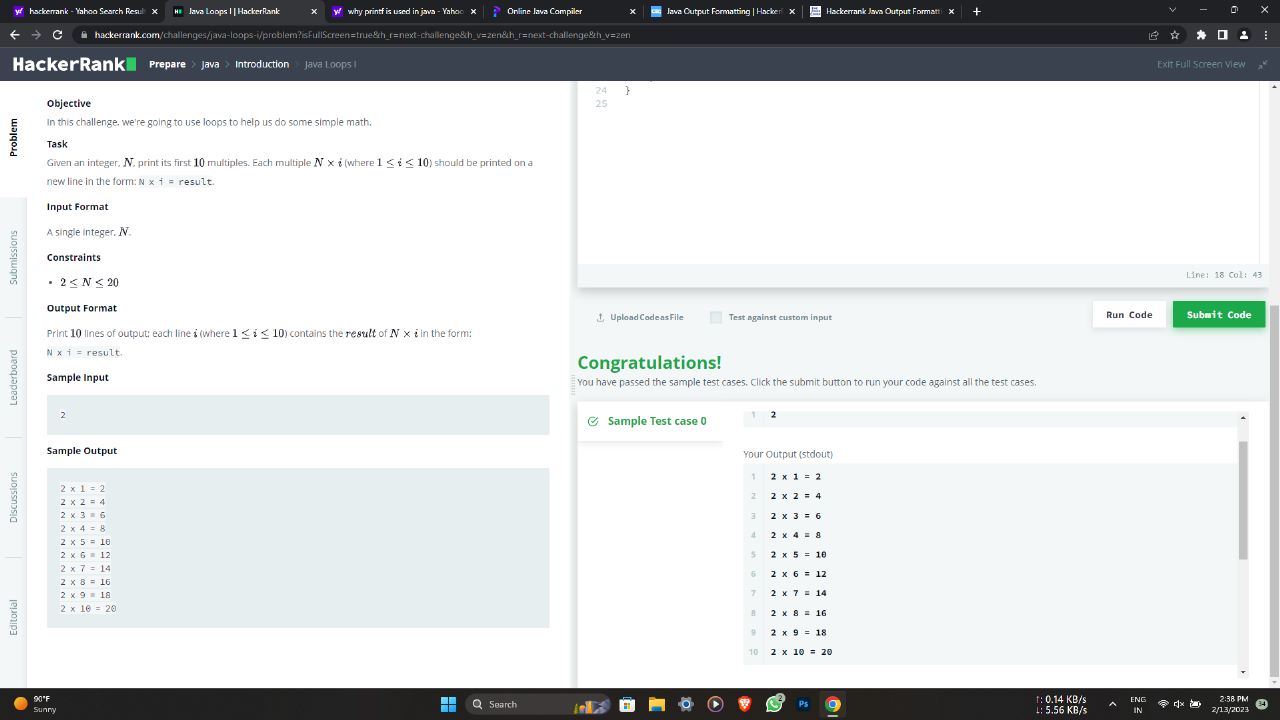 hackerrank - Yahoo Search Result
Java Loops I | HackerRank
why printf is used in java - Yahoo
Online Java Compiler
Java Output Formatting | Hacker
Hackerrank Java Output Formatt
hackerrank.com/challenges/java-loops-i/problem?isFullScreen=true&h_r=next-challenge&h_v=zen&h_r=next-challenge&h_v=zen
HackerRank
Prepare > Java > Introduction > Java Loops I
Exit Full Screen View
Problem
Submissions
Leaderboard
Discussions
Editorial
Objective
In this challenge, we're going to use loops to help us do some simple math.
Task
Given an integer, N, print its first 10 multiples. Each multiple N × i (where 1 ≤ i ≤ 10) should be printed on a
new line in the form: N x i = result.
Input Format
A single integer, N.
Constraints
• 2 ≤ N ≤ 20
Output Format
Print 10 lines of output; each line i (where 1 ≤ i ≤ 10) contains the result of N × i in the form:
N x i = result.
Sample Input
2
Sample Output
2 x 1 = 2
2 x 2 = 4
2 x 3 = 6
2 x 4 = 8
2 x 5 = 10
2 x 6 = 12
2 x 7 = 14
2 x 8 = 16
2 x 9 = 18
2 x 10 = 20
24 }
25
Line: 18 Col: 43
Upload Code as File
Test against custom input
Run Code
Submit Code
Congratulations!
You have passed the sample test cases. Click the submit button to run your code against all the test cases.
Sample Test case 0
1 2
Your Output (stdout)
1 2 x 1 = 2
2 2 x 2 = 4
3 2 x 3 = 6
4 2 x 4 = 8
5 2 x 5 = 10
6 2 x 6 = 12
7 2 x 7 = 14
8 2 x 8 = 16
9 2 x 9 = 18
10 2 x 10 = 20
90°F
Sunny
Search
2
Ps
↑: 0.14 KB/s
↓: 5.56 KB/s
ENG
IN
2:38 PM
2/13/2023